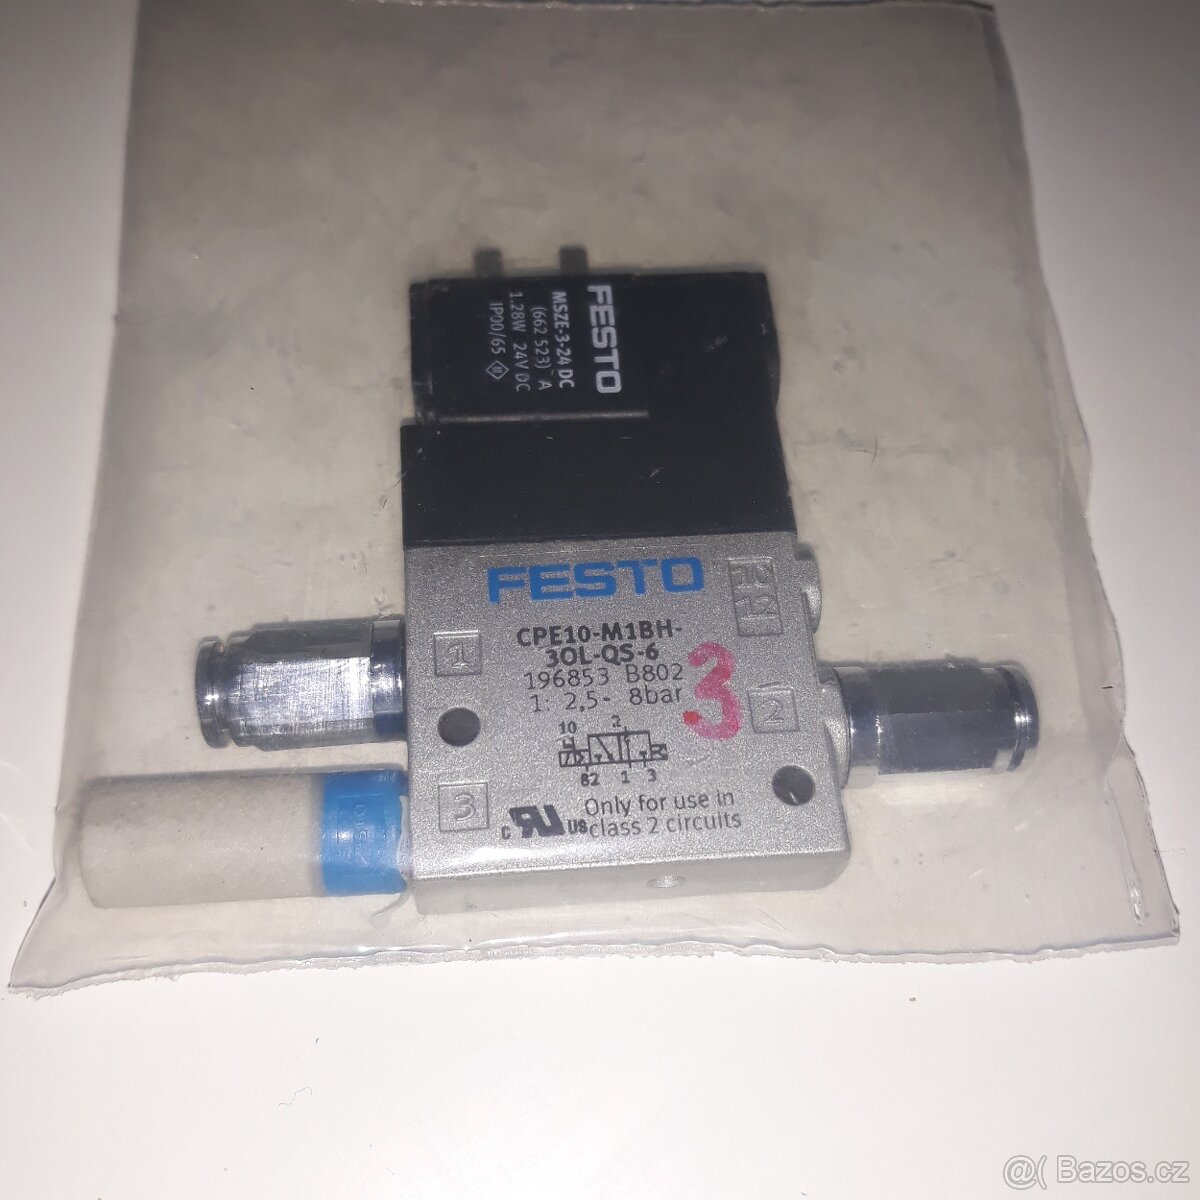 FESTO
MSZE-3-24 DC
(662 523) A
1.28W 24V DC
IP00/65
FESTO
CPE10-M1BH-
3OL-QS-6
196853 B802
1: 2,5- 8bar
3
1
2
3
10 2
82 1 3
C US Only for use in
class 2 circuits
@( Bazos.cz